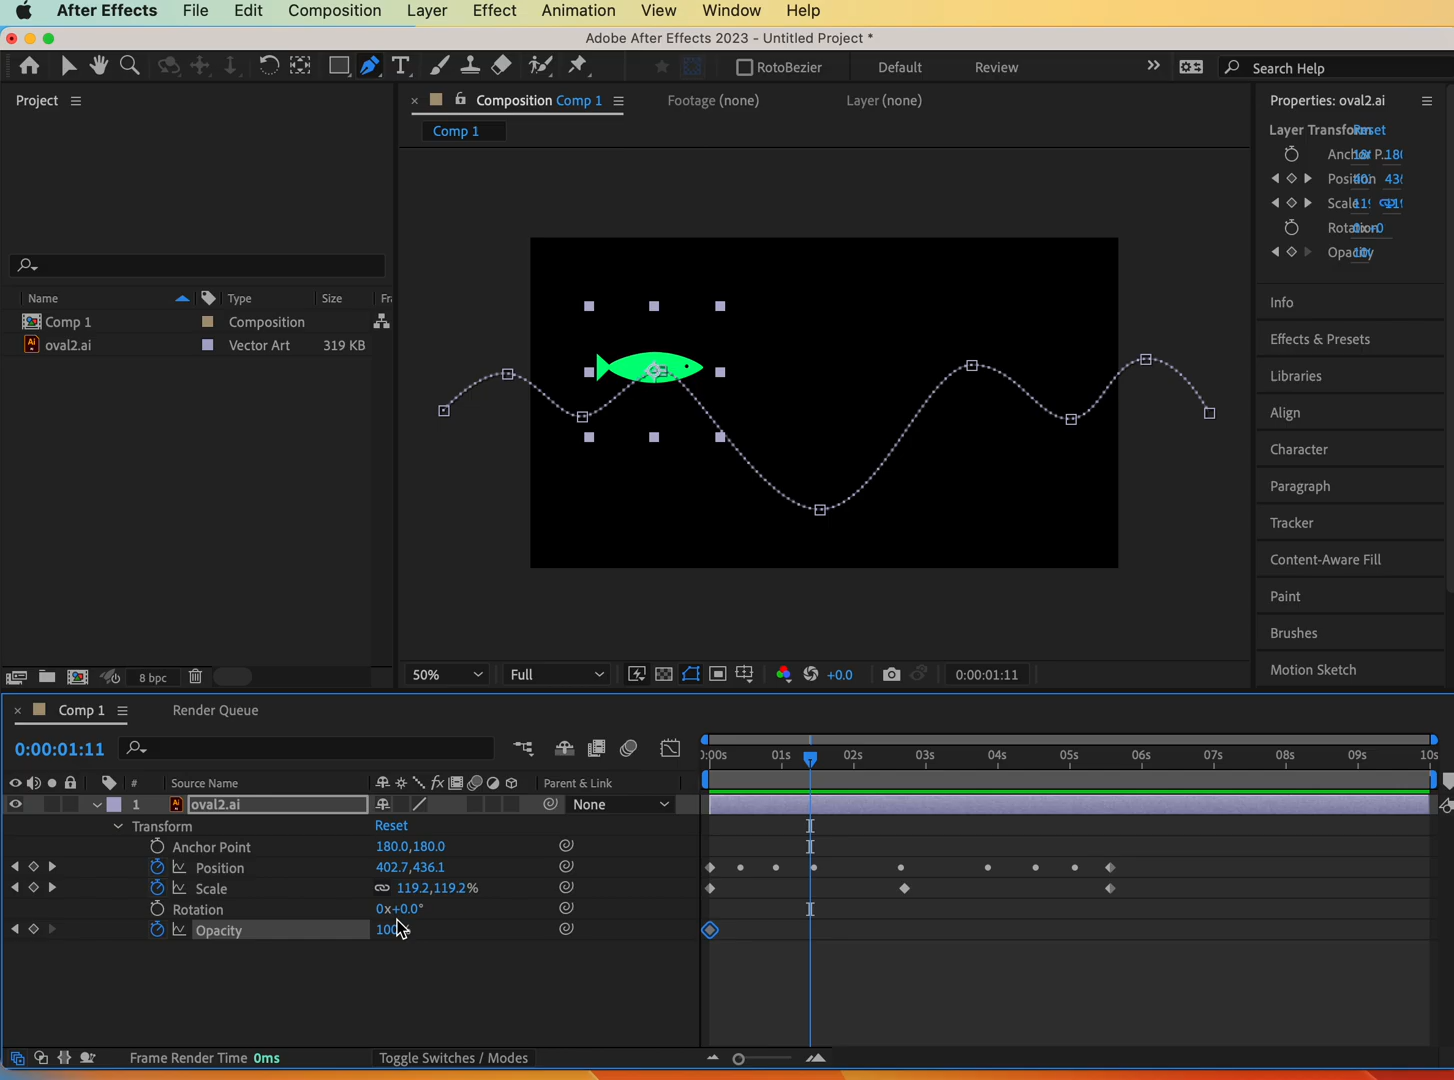 After Effects File Edit Composition Layer Effect Animation View Window Help
Adobe After Effects 2023 - Untitled Project *
RotoBezier Default Review Search Help
Project
Composition Comp 1 Footage (none) Layer (none)
Comp 1
Name Type Size Fr
Comp 1 Composition
oval2.ai Vector Art 319 KB
Properties: oval2.ai
Layer Transform Reset
Anchor P.. 180
Position
Scale
Rotation
Opacity
Info
Effects & Presets
Libraries
Align
Character
Paragraph
Tracker
Content-Aware Fill
Paint
Brushes
Motion Sketch
8 bpc
50% Full +0.0 0:00:01:11
Comp 1 Render Queue
0:00:01:11
:00s 01s 02s 03s 04s 05s 06s 07s 08s 09s 10s
# Source Name fx Parent & Link
1 Ai oval2.ai None
Transform Reset
Anchor Point 180.0,180.0
Position 402.7,436.1
Scale 119.2,119.2%
Rotation 0x+0.0°
Opacity
Frame Render Time 0ms Toggle Switches / Modes